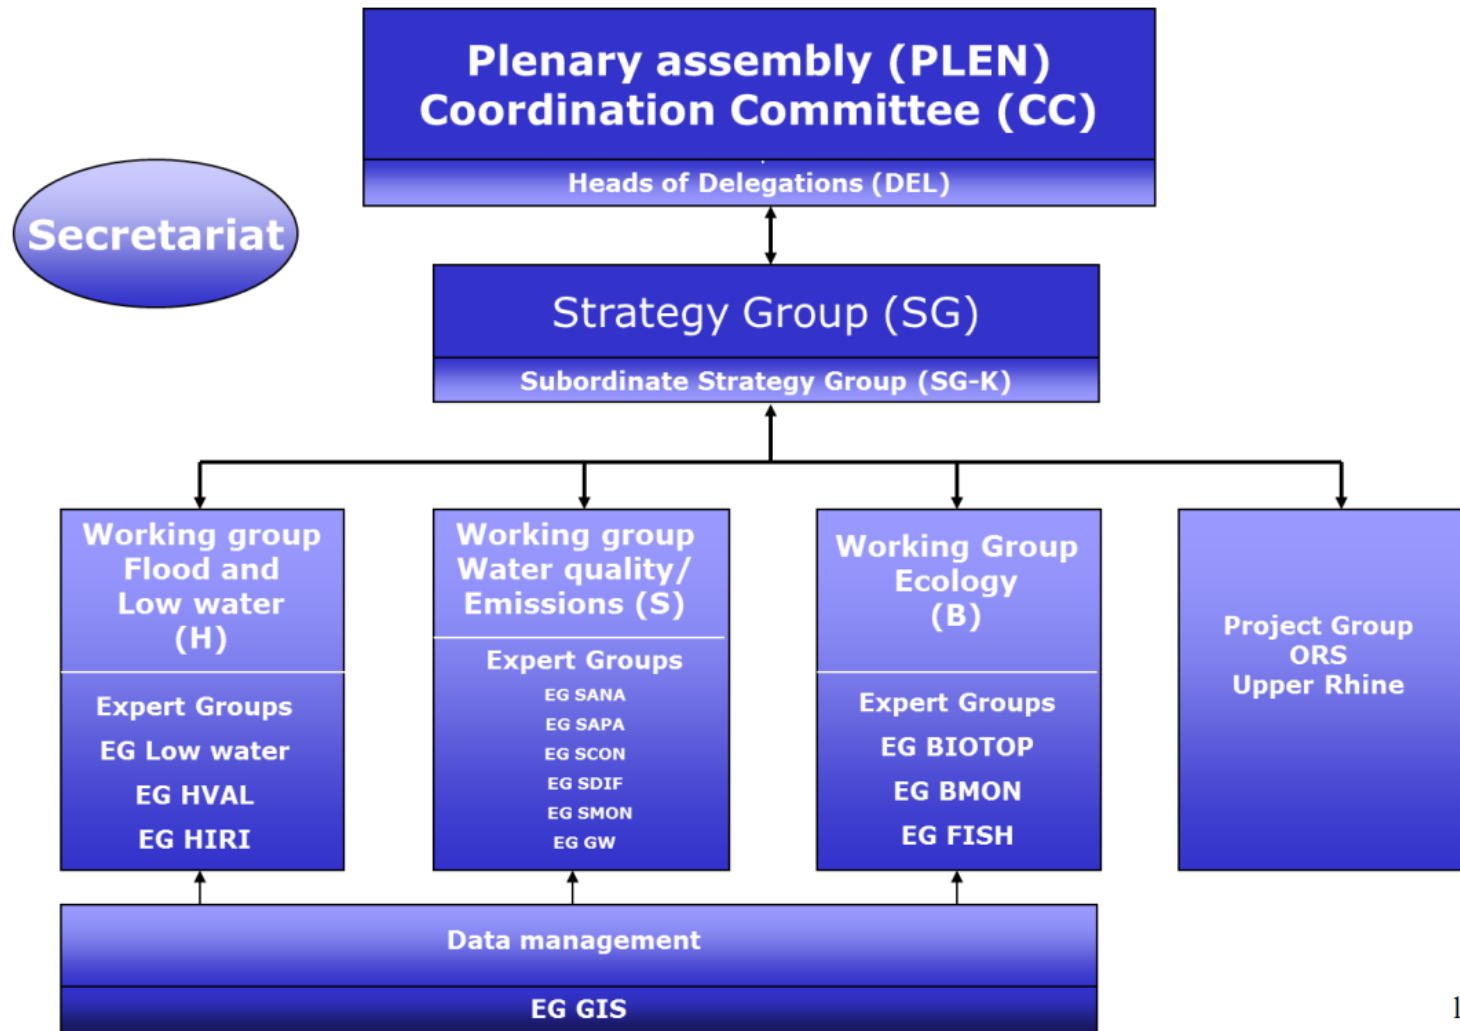 Plenary assembly (PLEN)
Coordination Committee (CC)
Heads of Delegations (DEL)
Secretariat
Strategy Group (SG)
Subordinate Strategy Group (SG-K)
Working group
Flood and
Low water
(H)
Expert Groups
EG Low water
EG HVAL
EG HIRI
Working group
Water quality/
Emissions (S)
Expert Groups
EG SANA
EG SAPA
EG SCON
EG SDIF
EG SMON
EG GW
Working Group
Ecology
(B)
Expert Groups
EG BIOTOP
EG BMON
EG FISH
Project Group
ORS
Upper Rhine
Data management
EG GIS